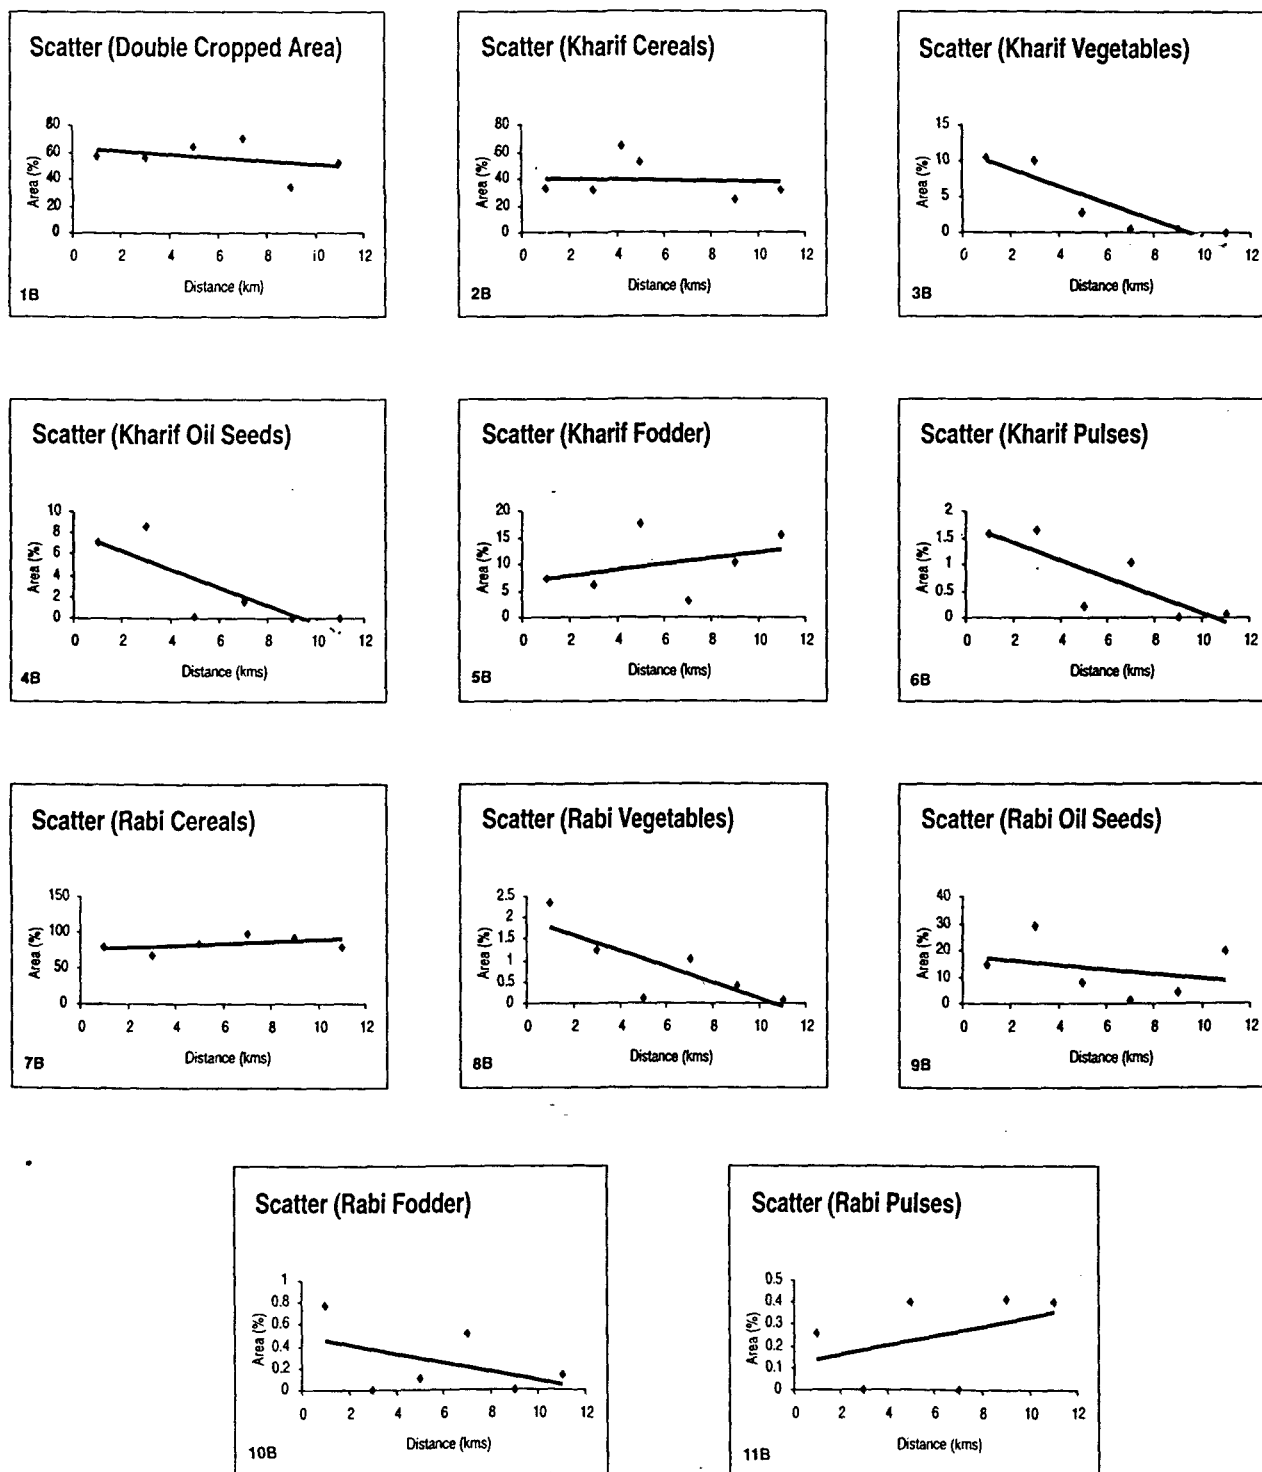 Scatter (Double Cropped Area)
Area (%)
80
60
40
20
0
0 2 4 6 8 10 12
Distance (km)
1B
Scatter (Kharif Cereals)
Area (%)
80
60
40
20
0
0 2 4 6 8 10 12
Distance (kms)
2B
Scatter (Kharif Vegetables)
Area (%)
15
10
5
0
0 2 4 6 8 10 12
Distance (kms)
3B
Scatter (Kharif Oil Seeds)
Area (%)
10
8
6
4
2
0
0 2 4 6 8 10 12
Distance (kms)
4B
Scatter (Kharif Fodder)
Area (%)
20
15
10
5
0
0 2 4 6 8 10 12
Distance (kms)
5B
Scatter (Kharif Pulses)
Area (%)
2
1.5
1
0.5
0
0 2 4 6 8 10 12
Distance (kms)
6B
Scatter (Rabi Cereals)
Area (%)
150
100
50
0
0 2 4 6 8 10 12
Distance (kms)
7B
Scatter (Rabi Vegetables)
Area (%)
2.5
2
1.5
1
0.5
0
0 2 4 6 8 10 12
Distance (kms)
8B
Scatter (Rabi Oil Seeds)
Area (%)
40
30
20
10
0
0 2 4 6 8 10 12
Distance (kms)
9B
Scatter (Rabi Fodder)
Area (%)
1
0.8
0.6
0.4
0.2
0
0 2 4 6 8 10 12
Distance (kms)
10B
Scatter (Rabi Pulses)
Area (%)
0.5
0.4
0.3
0.2
0.1
0
0 2 4 6 8 10 12
Distance (kms)
11B